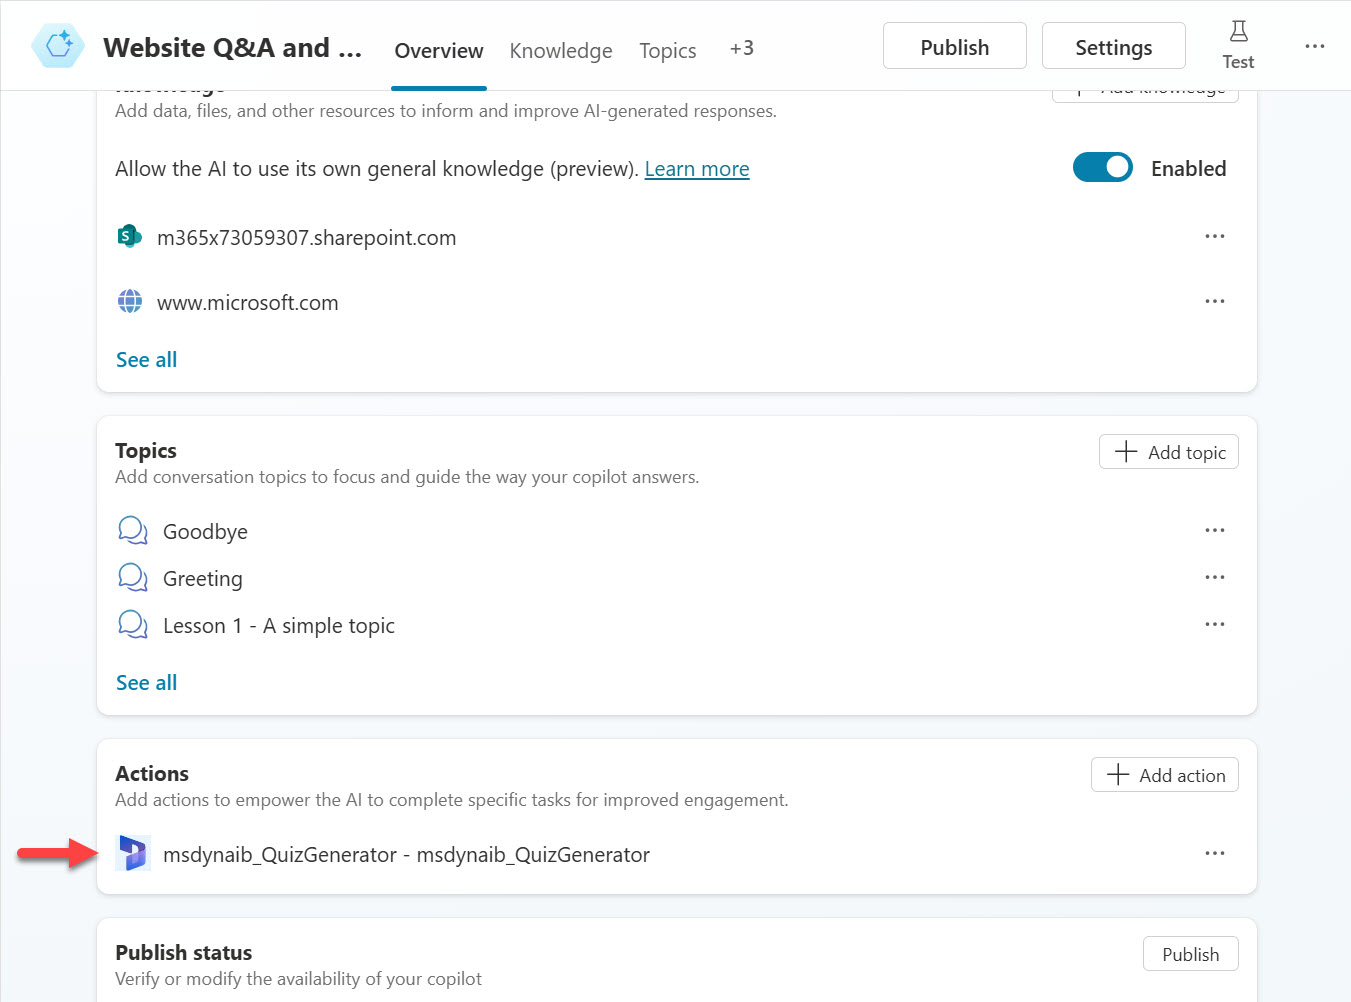 Website Q&A and ...
Overview
Knowledge
Topics
+3
Publish
Settings
Test
Knowledge
Add knowledge
Add data, files, and other resources to inform and improve AI-generated responses.
Allow the AI to use its own general knowledge (preview). Learn more
Enabled
m365x73059307.sharepoint.com
www.microsoft.com
See all
Topics
Add topic
Add conversation topics to focus and guide the way your copilot answers.
Goodbye
Greeting
Lesson 1 - A simple topic
See all
Actions
Add action
Add actions to empower the AI to complete specific tasks for improved engagement.
msdynaib_QuizGenerator - msdynaib_QuizGenerator
Publish status
Publish
Verify or modify the availability of your copilot